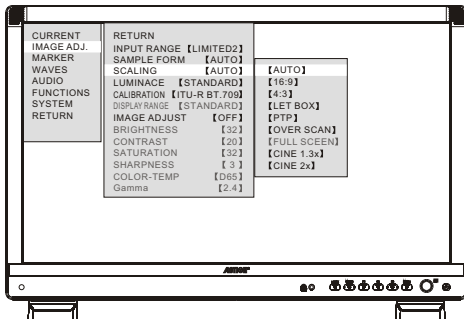 CURRENT
IMAGE ADJ.
MARKER
WAVES
AUDIO
FUNCTIONS
SYSTEM
RETURN
RETURN
INPUT RANGE【LIMITED2】
SAMPLE FORM【AUTO】
SCALING【AUTO】
LUMINACE【STANDARD】
CALIBRATION【ITU-R BT.709】
DISPLAY RANGE【STANDARD】
IMAGE ADJUST【OFF】
BRIGHTNESS【32】
CONTRAST【20】
SATURATION【32】
SHARPNESS【3】
COLOR-TEMP【D65】
Gamma【2.4】
【AUTO】
【16:9】
【4:3】
【LET BOX】
【PTP】
【OVER SCAN】
【FULL SCEEN】
【CINE 1.3x】
【CINE 2x】